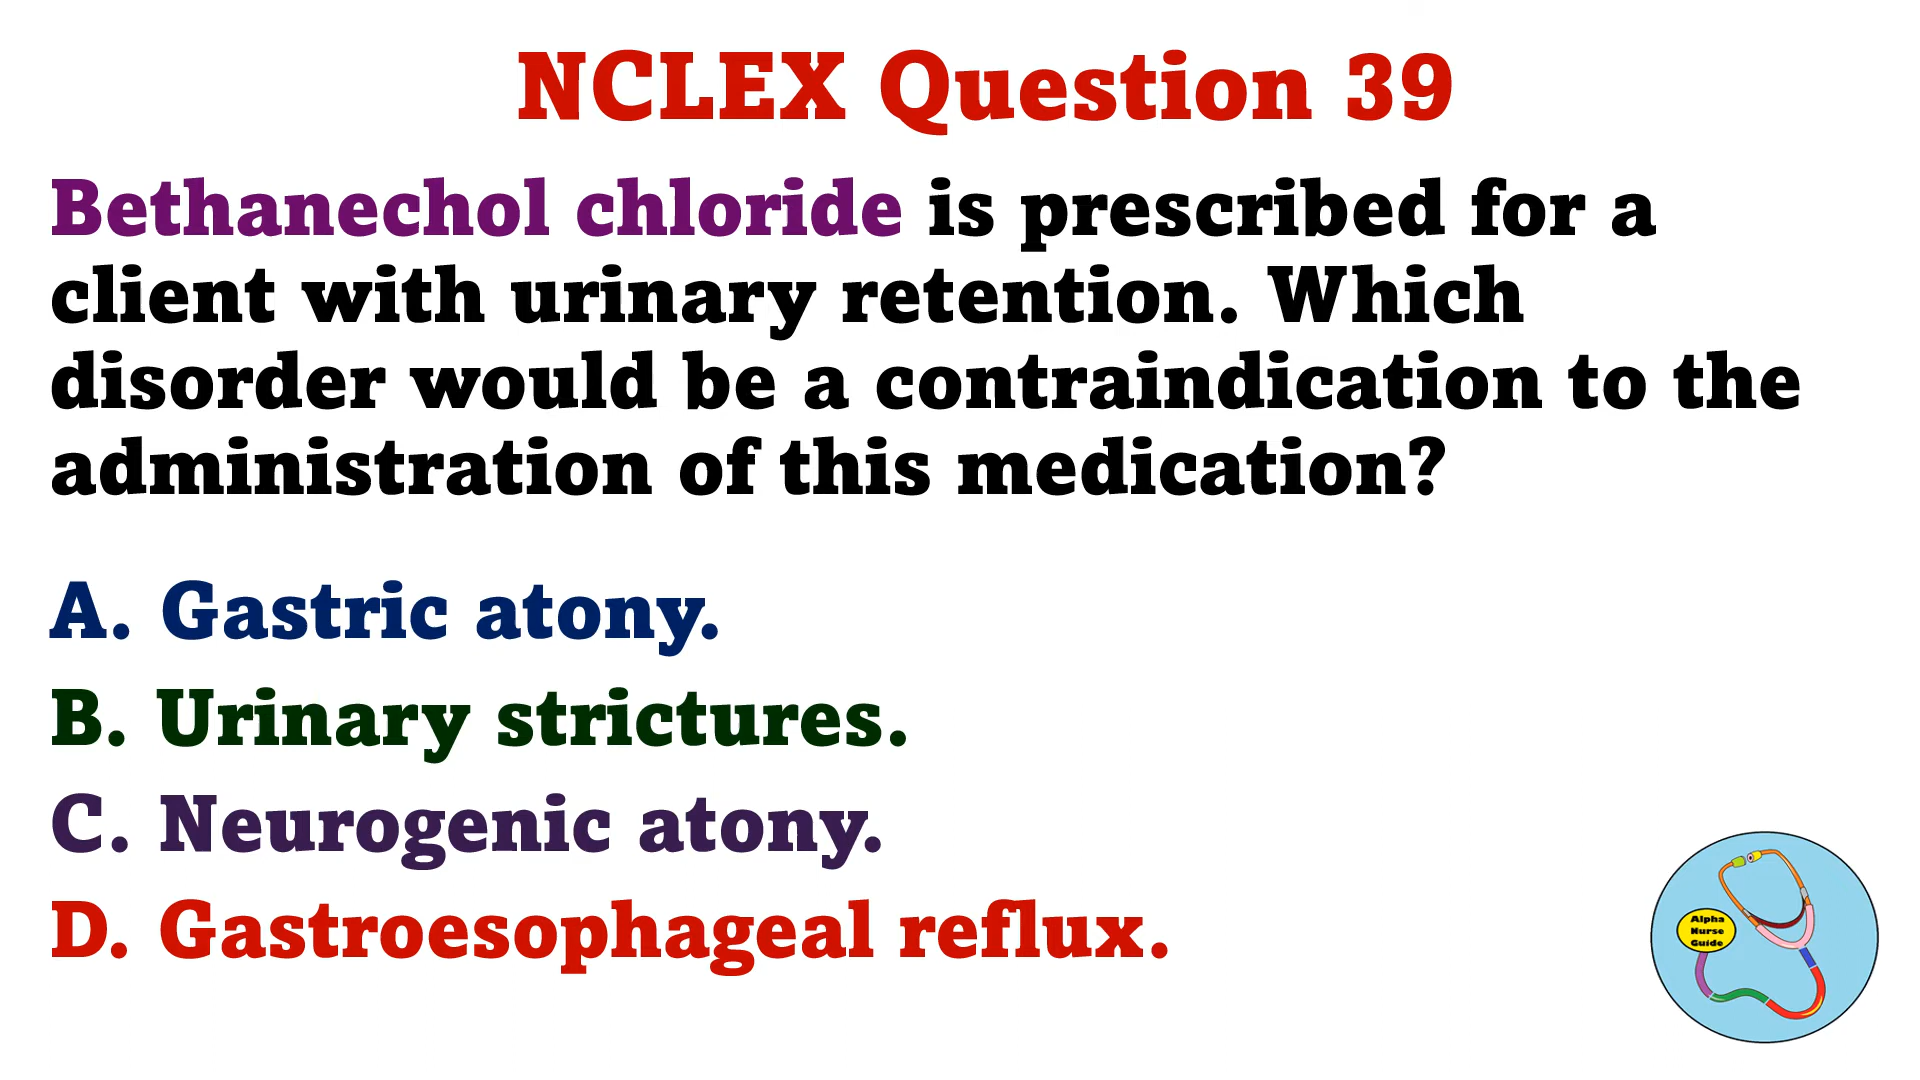 NCLEX Question 39
Bethanechol chloride is prescribed for a
client with urinary retention. Which
disorder would be a contraindication to the
administration of this medication?
A. Gastric atony.
B. Urinary strictures.
C. Neurogenic atony.
D. Gastroesophageal reflux.
Alpha
Nurse
Guide